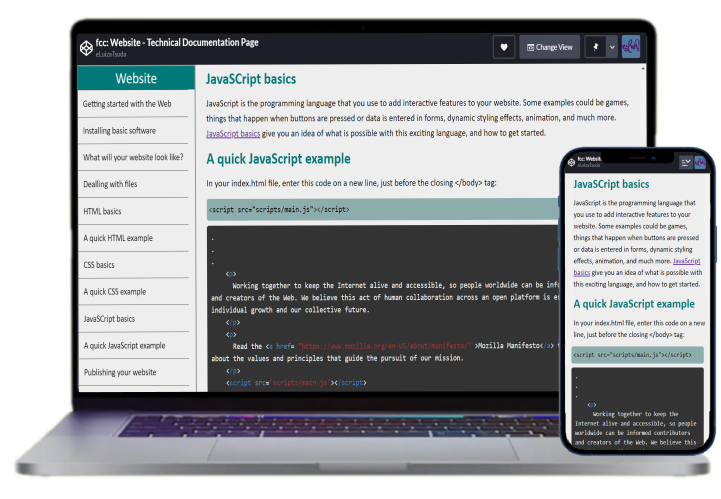 fcc: Website - Technical Documentation Page
eLuizaTsuda
Change View
Website
Getting started with the Web
Installing basic software
What will your website look like?
Dealling with files
HTML basics
A quick HTML example
CSS basics
A quick CSS example
JavaSCript basics
A quick JavaScript example
Publishing your website
JavaSCript basics
JavaScript is the programming language that you use to add interactive features to your website. Some examples could be games,
things that happen when buttons are pressed or data is entered in forms, dynamic styling effects, animation, and much more.
JavaScript basics give you an idea of what is possible with this exciting language, and how to get started.
A quick JavaScript example
In your index.html file, enter this code on a new line, just before the closing </body> tag:
<script src="scripts/main.js"></script>
.
.
.
<p>
Working together to keep the Internet alive and accessible, so people worldwide can be
and creators of the Web. We believe this act of human collaboration across an open platform is
individual growth and our collective future.
</p>
<p>
Read the <a href= "https://www.mozilla.org/en-US/about/manifesto/" >Mozilla Manifesto</a>
about the values and principles that guide the pursuit of our mission.
</p>
<script src="scripts/main.js"></script>
fcc: Websit
eLuizaTsuda
JavaSCript basics
JavaScript is the programming language that
you use to add interactive features to your
website. Some examples could be games,
things that happen when buttons are pressed
or data is entered in forms, dynamic styling
effects, animation, and much more. JavaScript
basics give you an idea of what is possible with
this exciting language, and how to get started.
A quick JavaScript example
In your index.html file, enter this code on a new
line, just before the closing </body> tag:
<script src="scripts/main.js"></script>
.
.
.
<p>
Working together to keep the
Internet alive and accessible, so people
worldwide can be informed contributors
and creators of the Web. We believe this